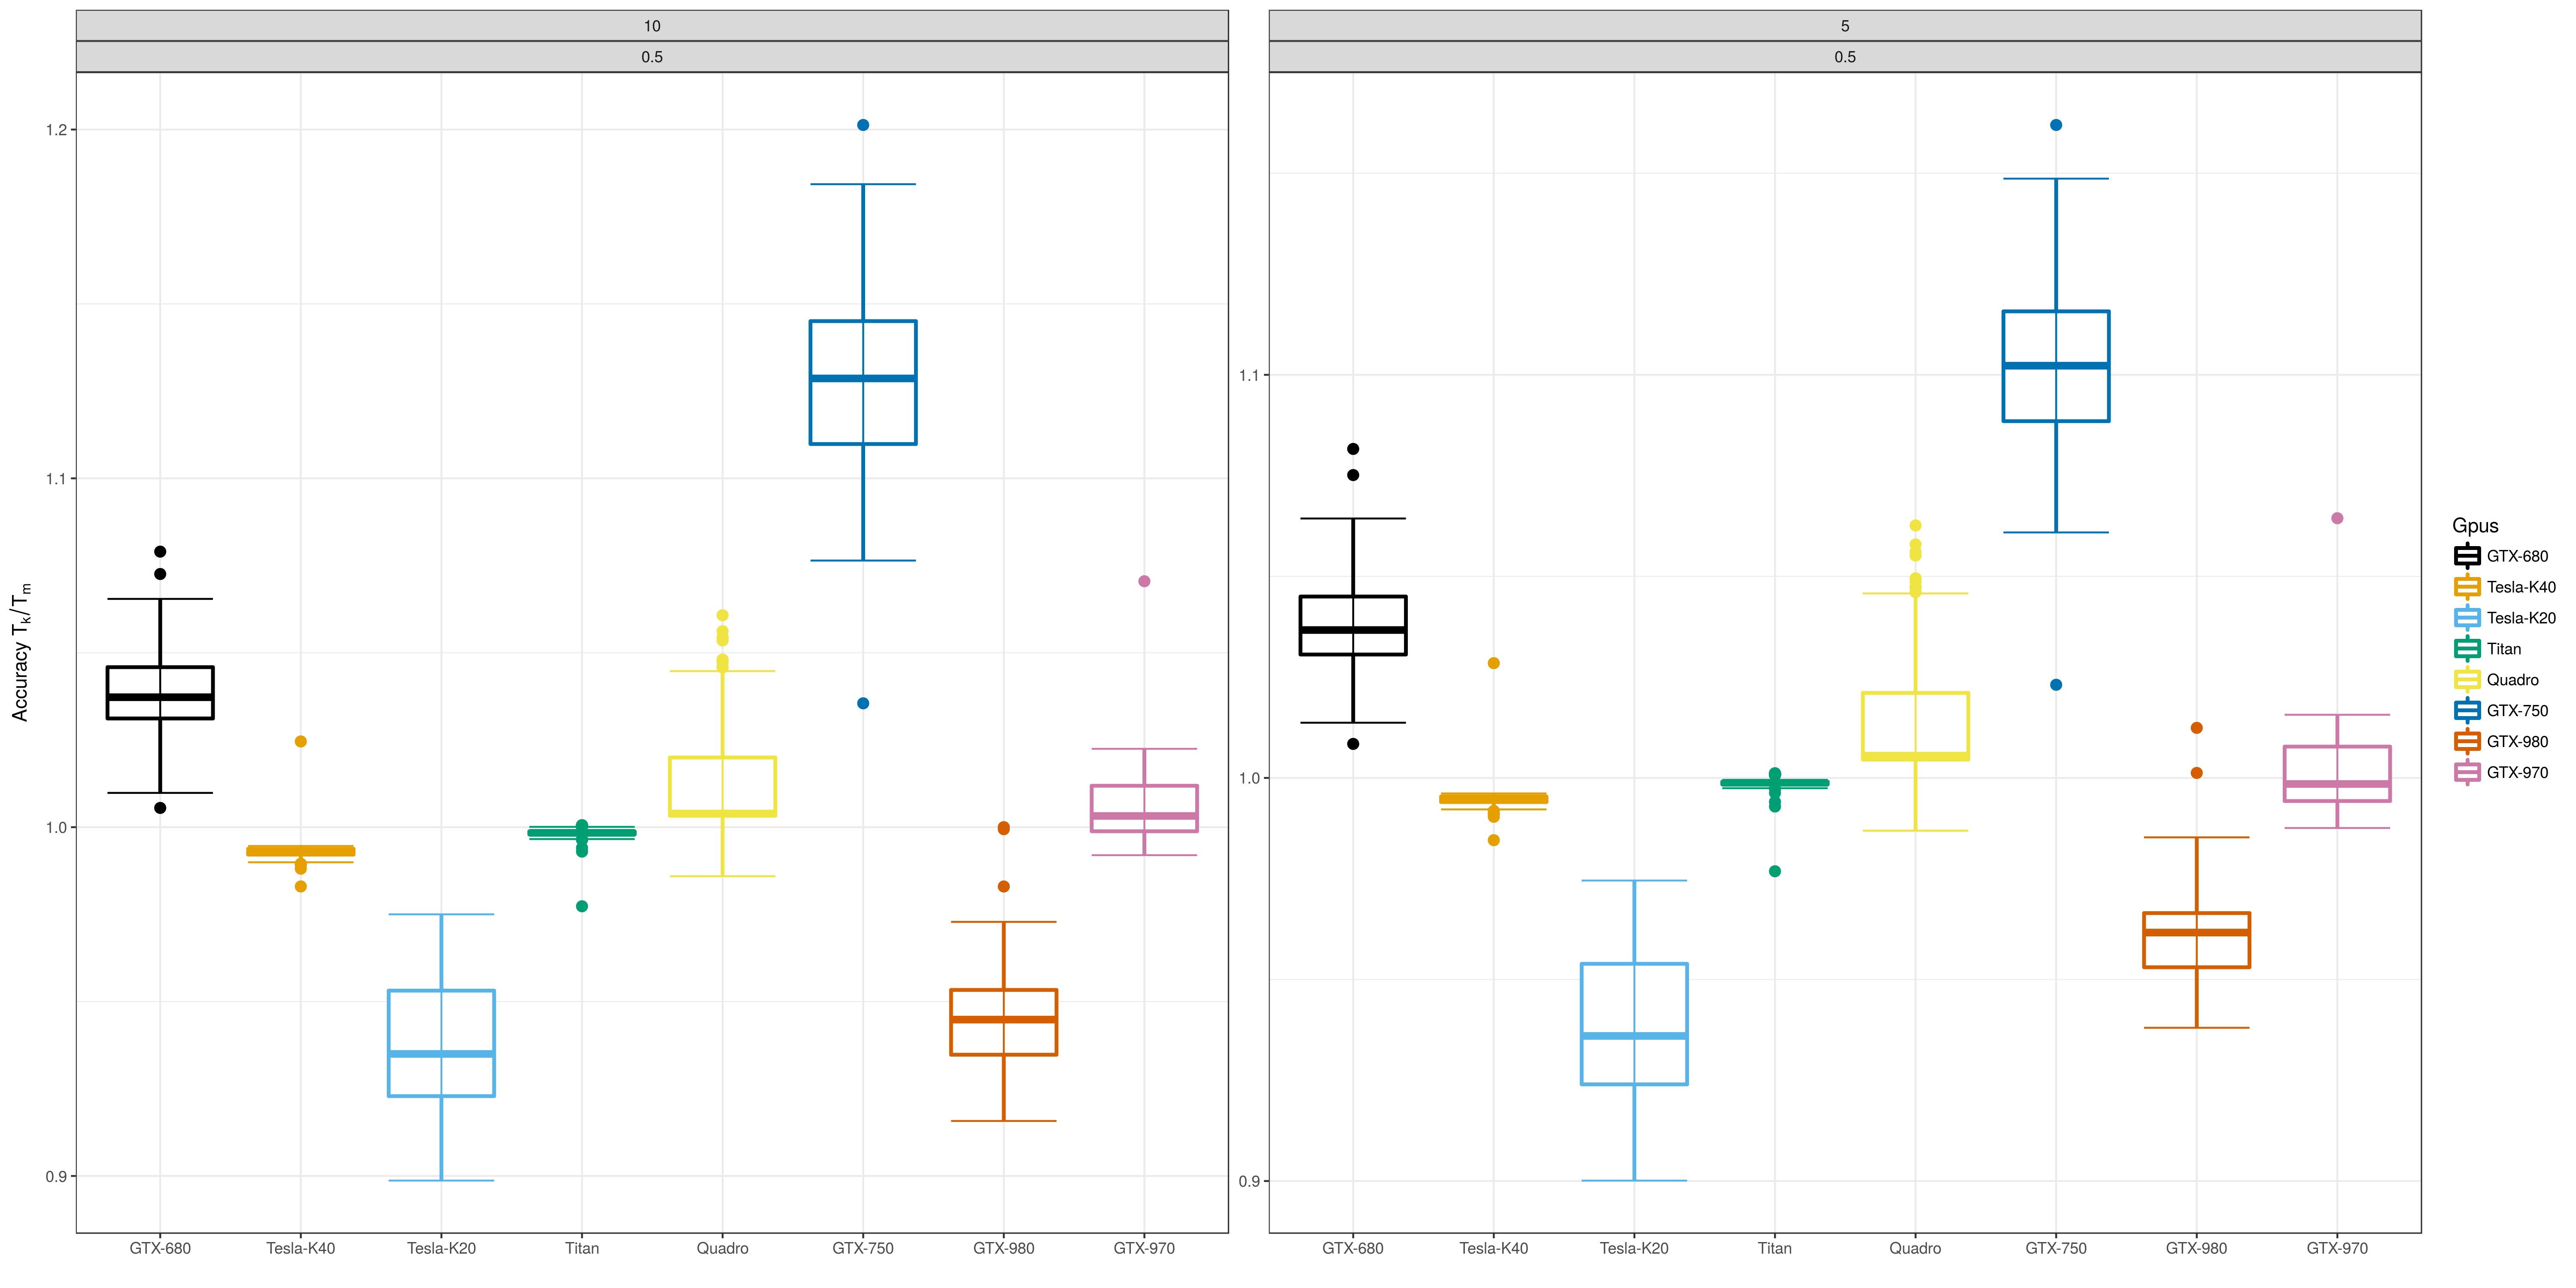 10
0.5
5
0.5
Accuracy Tk/Tm
1.2
1.1
1.0
0.9
1.1
1.0
0.9
GTX-680 Tesla-K40 Tesla-K20 Titan Quadro GTX-750 GTX-980 GTX-970
GTX-680 Tesla-K40 Tesla-K20 Titan Quadro GTX-750 GTX-980 GTX-970
Gpus
GTX-680
Tesla-K40
Tesla-K20
Titan
Quadro
GTX-750
GTX-980
GTX-970